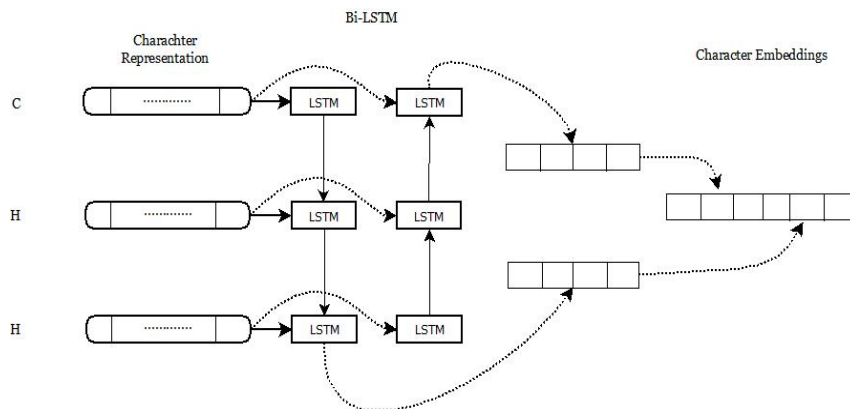 Bi-LSTM
Charachter
Representation
Character Embeddings
C
LSTM
LSTM
H
LSTM
LSTM
H
LSTM
LSTM